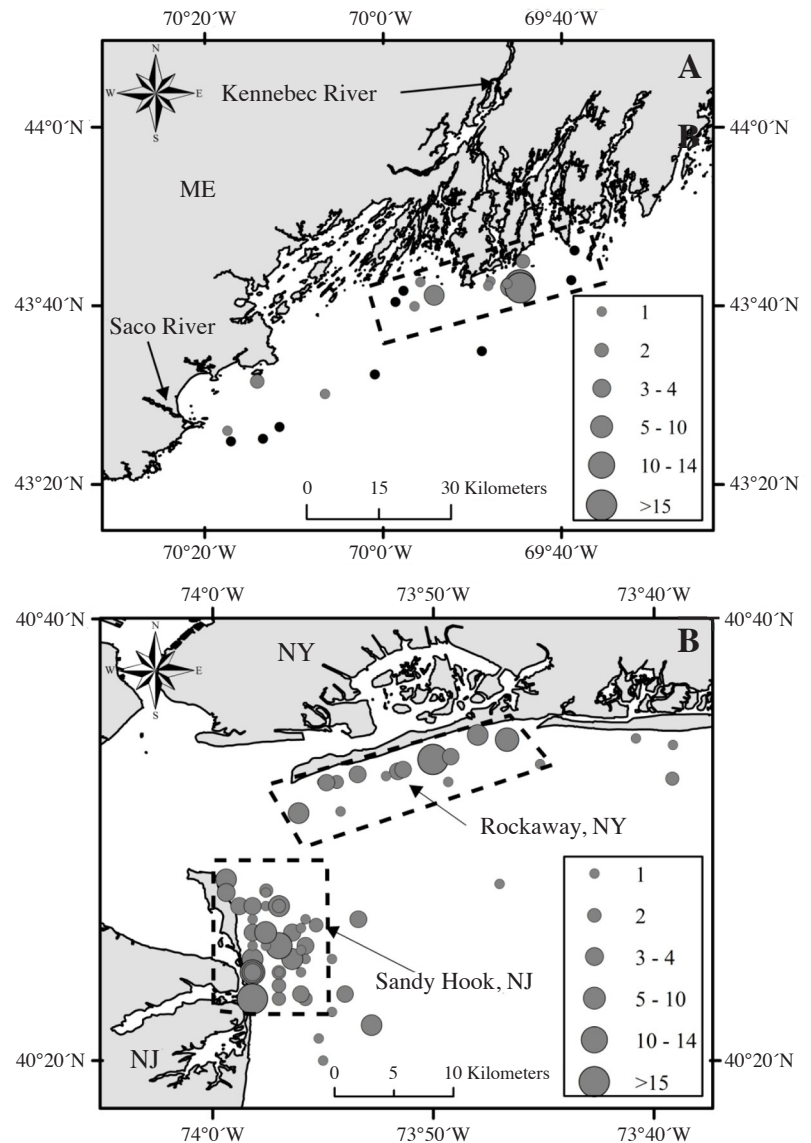 70°20´W 70°0´W 69°40´W
A
N
W E
S
Kennebec River
44°0´N 44°0´N
B
ME
43°40´N 43°40´N
Saco River
1
2
3 - 4
5 - 10
10 - 14
>15
0 15 30 Kilometers
43°20´N 43°20´N
70°20´W 70°0´W 69°40´W
74°0´W 73°50´W 73°40´W
40°40´N 40°40´N
B
N
W E
S
NY
Rockaway, NY
1
2
3 - 4
5 - 10
10 - 14
>15
Sandy Hook, NJ
NJ
40°20´N 40°20´N
0 5 10 Kilometers
74°0´W 73°50´W 73°40´W